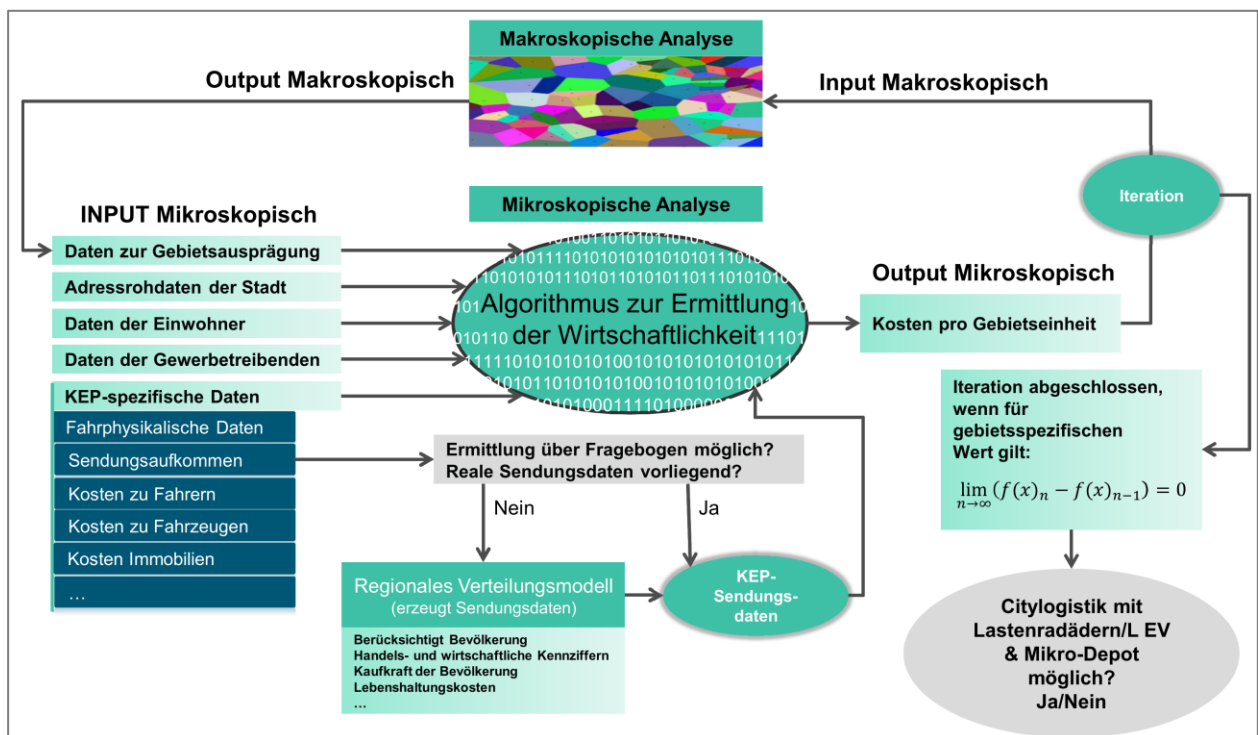 Makroskopische Analyse
Output Makroskopisch
Input Makroskopisch
Iteration
INPUT Mikroskopisch
Daten zur Gebietsausprägung
Adressrohdaten der Stadt
Daten der Einwohner
Daten der Gewerbetreibenden
KEP-spezifische Daten
Fahrphysikalische Daten
Sendungsaufkommen
Kosten zu Fahrern
Kosten zu Fahrzeugen
Kosten Immobilien
…
Mikroskopische Analyse
Algorithmus zur Ermittlung
der Wirtschaftlichkeit
Output Mikroskopisch
Kosten pro Gebietseinheit
Ermittlung über Fragebogen möglich?
Reale Sendungsdaten vorliegend?
Nein
Ja
Regionales Verteilungsmodell
(erzeugt Sendungsdaten)
Berücksichtigt Bevölkerung
Handels- und wirtschaftliche Kennziffern
Kaufkraft der Bevölkerung
Lebenshaltungskosten
…
KEP-
Sendungs-
daten
Iteration abgeschlossen,
wenn für
gebietsspezifischen
Wert gilt:
lim (f(x)n − f(x)n−1) = 0
n→∞
Citylogistik mit
Lastenradädern/L EV
& Mikro-Depot
möglich?
Ja/Nein